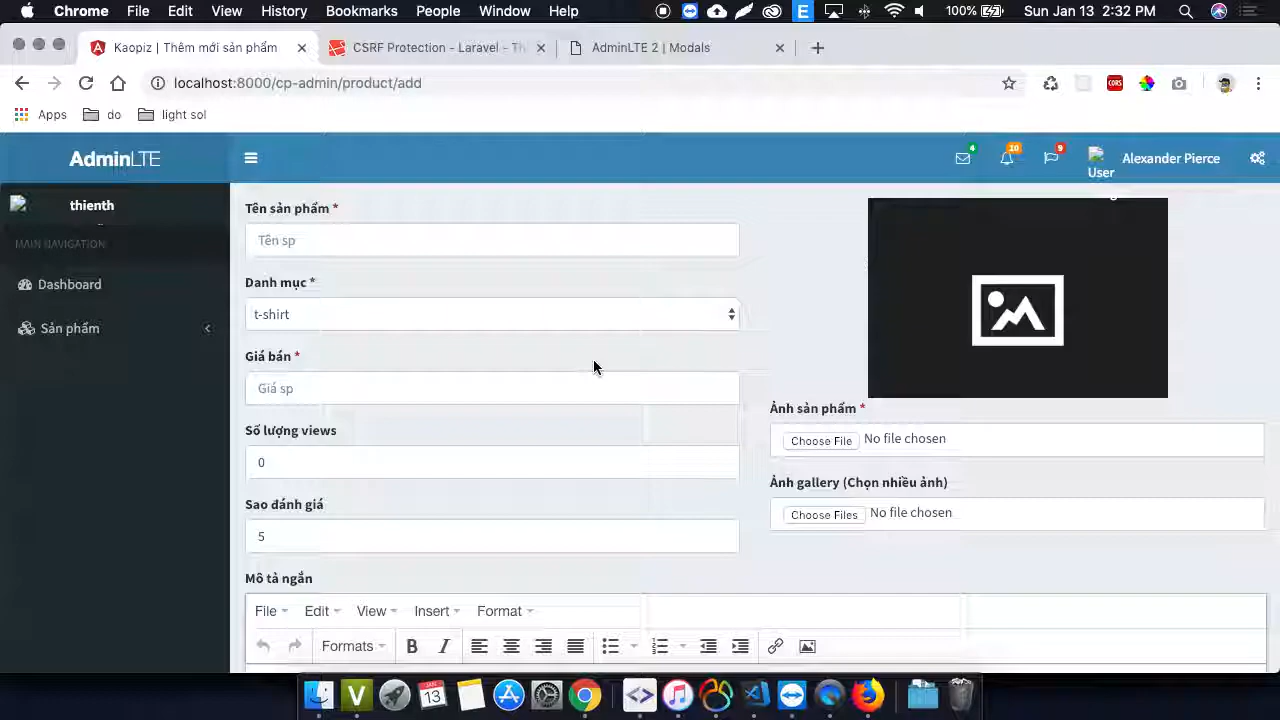 Chrome File Edit View History Bookmarks People Window Help 100% Sun Jan 13 2:32 PM
Kaopiz | Thêm mới sản phẩm CSRF Protection - Laravel - Th AdminLTE 2 | Modals
localhost:8000/cp-admin/product/add CORS
Apps do light sol
AdminLTE 4 10 9 User Alexander Pierce
thienth
MAIN NAVIGATION
Dashboard
Sản phẩm
Tên sản phẩm *
Tên sp
Danh mục *
t-shirt
Giá bán *
Giá sp
Số lượng views
0
Sao đánh giá
5
Mô tả ngắn
File Edit View Insert Format
Formats B I
Ảnh sản phẩm *
Choose File No file chosen
Ảnh gallery (Chọn nhiều ảnh)
Choose Files No file chosen
JAN
13